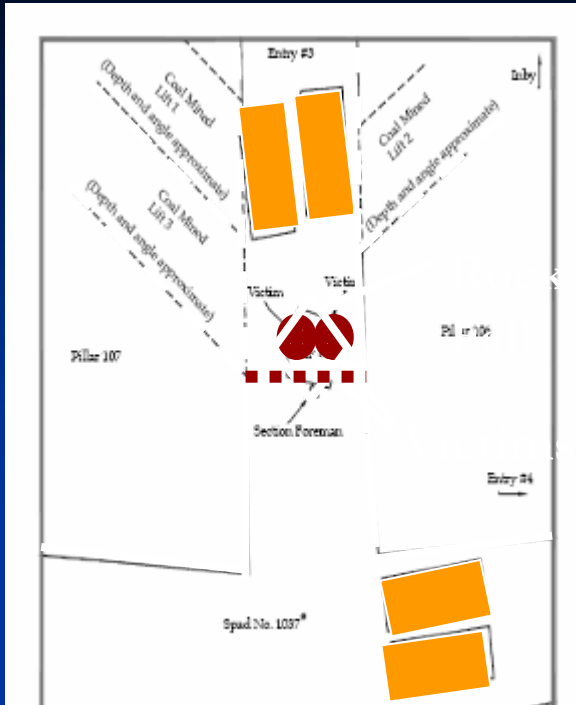 Entry #3
Inby
Coal Mined
Lift 1
(Depth and angle approximate)
Coal Mined
Lift 2
(Depth and angle approximate)
Coal Mined
Lift 3
(Depth and angle approximate)
Victim
Victim
Pillar 107
Pillar
Section Foreman
Entry #4
Spad No. 1037